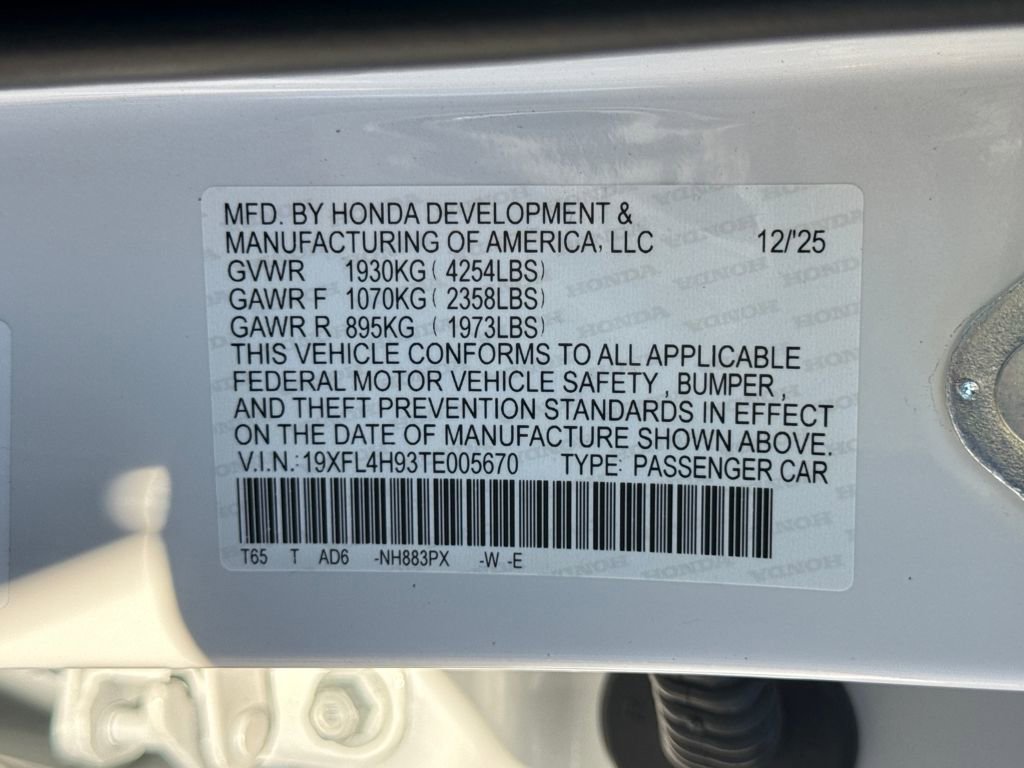 MFD. BY HONDA DEVELOPMENT &
MANUFACTURING OF AMERICA, LLC 12/'25
GVWR 1930KG ( 4254LBS)
GAWR F 1070KG ( 2358LBS)
GAWR R 895KG ( 1973LBS)
THIS VEHICLE CONFORMS TO ALL APPLICABLE
FEDERAL MOTOR VEHICLE SAFETY , BUMPER ,
AND THEFT PREVENTION STANDARDS IN EFFECT
ON THE DATE OF MANUFACTURE SHOWN ABOVE.
V.I.N.:19XFL4H93TE005670 TYPE: PASSENGER CAR
T65 T AD6 -NH883PX -W -E